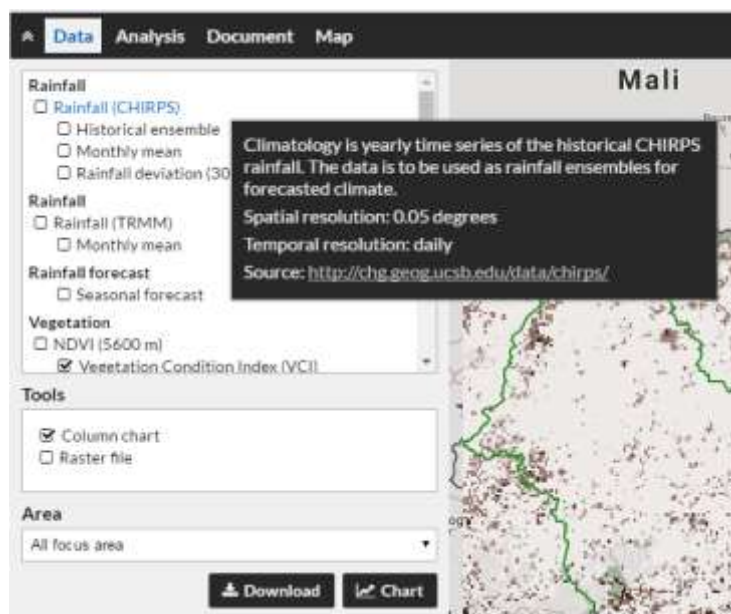 Data Analysis Document Map
Mali
Rainfall
Rainfall (CHIRPS)
Historical ensemble
Monthly mean
Rainfall deviation (30
Rainfall
Rainfall (TRMM)
Monthly mean
Rainfall forecast
Seasonal forecast
Vegetation
NDVI (5600 m)
Vegetation Condition Index (VCI)
Climatology is yearly time series of the historical CHIRPS
rainfall. The data is to be used as rainfall ensembles for
forecasted climate.
Spatial resolution: 0.05 degrees
Temporal resolution: daily
Source: http://chg.geog.ucsb.edu/data/chirps/
Tools
Column chart
Raster file
Area
All focus area
Download Chart